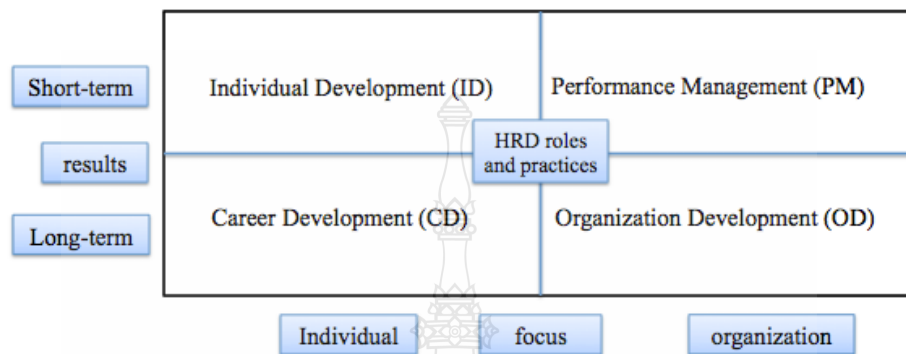 Short-term
Individual Development (ID)
Performance Management (PM)
HRD roles
and practices
results
Career Development (CD)
Organization Development (OD)
Long-term
Individual
focus
organization